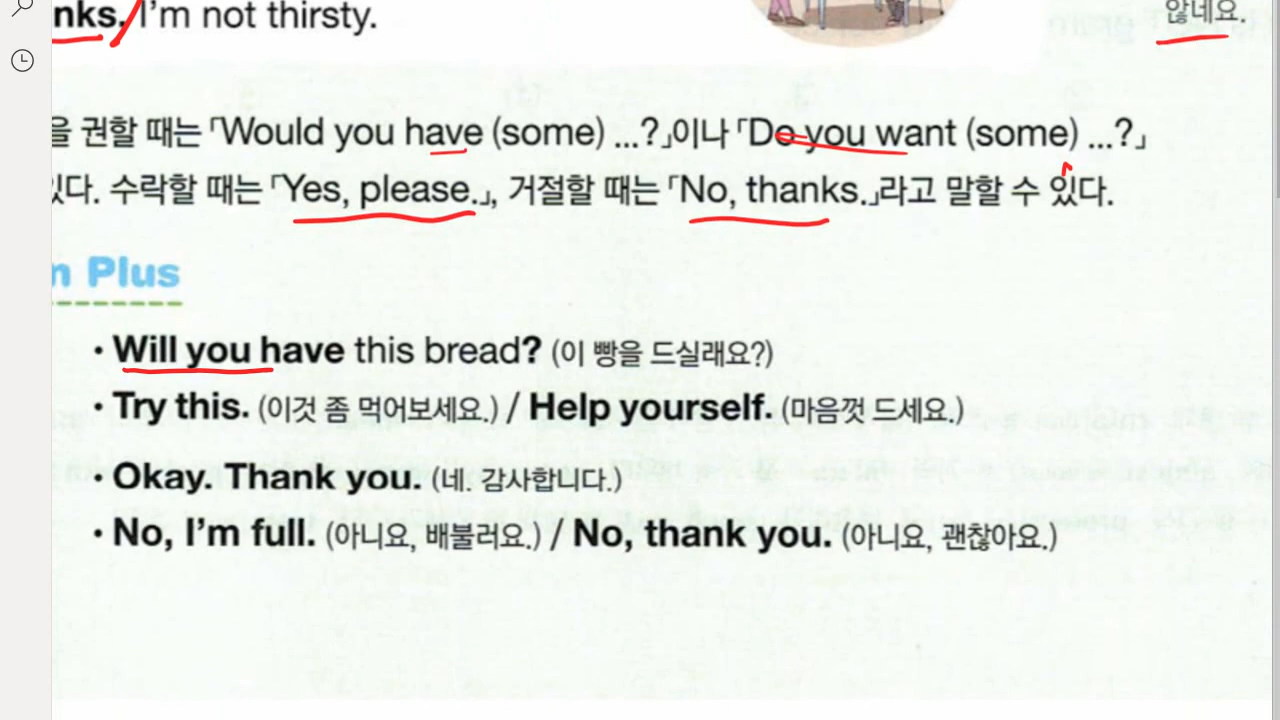 nks. I'm not thirsty.
않네요.
을 권할 때는 「Would you have (some) ...?」이나 「Do you want (some) ...?」
있다. 수락할 때는 「Yes, please.」, 거절할 때는 「No, thanks.」라고 말할 수 있다.
n Plus
• Will you have this bread? (이 빵을 드실래요?)
• Try this. (이것 좀 먹어보세요.) / Help yourself. (마음껏 드세요.)
• Okay. Thank you. (네. 감사합니다.)
• No, I'm full. (아니요, 배불러요.) / No, thank you. (아니요, 괜찮아요.)